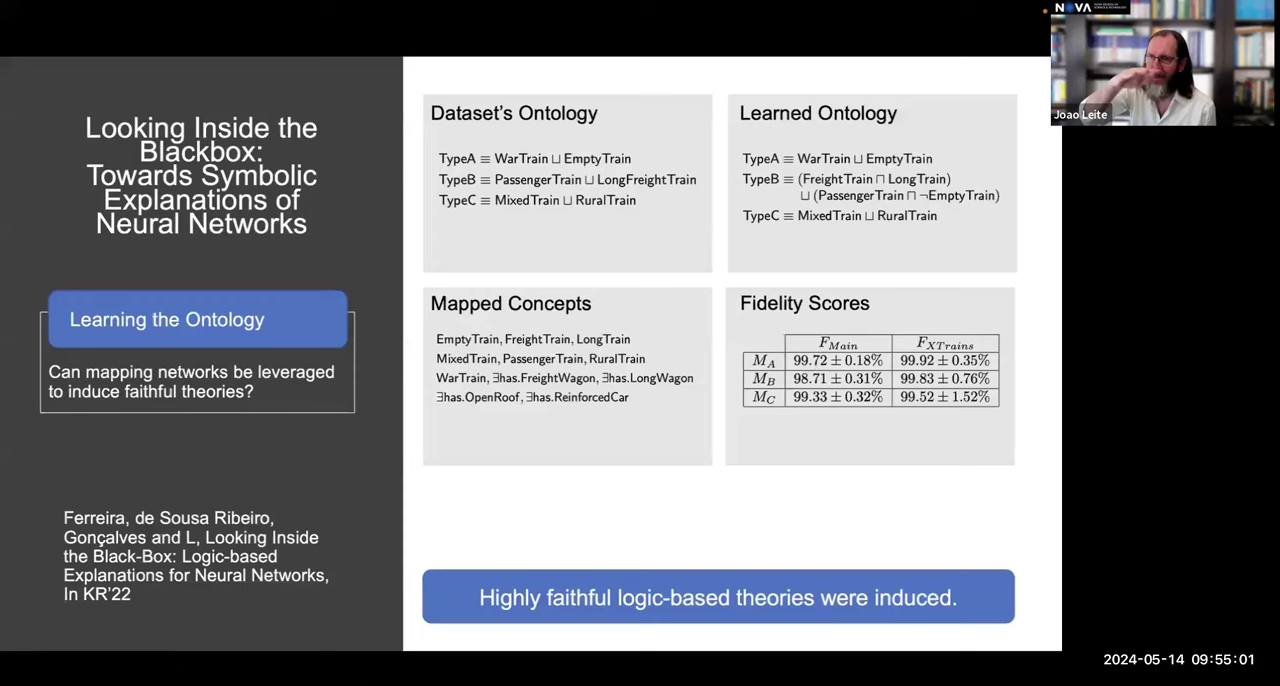 NOVA
Joao Leite
Looking Inside the
Blackbox:
Towards Symbolic
Explanations of
Neural Networks
Learning the Ontology
Can mapping networks be leveraged
to induce faithful theories?
Ferreira, de Sousa Ribeiro,
Gonçalves and L, Looking Inside
the Black-Box: Logic-based
Explanations for Neural Networks,
In KR'22
Dataset's Ontology
TypeA ≡ WarTrain ⊔ EmptyTrain
TypeB ≡ PassengerTrain ⊔ LongFreightTrain
TypeC ≡ MixedTrain ⊔ RuralTrain
Learned Ontology
TypeA ≡ WarTrain ⊔ EmptyTrain
TypeB ≡ (FreightTrain ⊓ LongTrain)
⊔ (PassengerTrain ⊓ ¬EmptyTrain)
TypeC ≡ MixedTrain ⊔ RuralTrain
Mapped Concepts
EmptyTrain, FreightTrain, LongTrain
MixedTrain, PassengerTrain, RuralTrain
WarTrain, ∃has.FreightWagon, ∃has.LongWagon
∃has.OpenRoof, ∃has.ReinforcedCar
Fidelity Scores
F_Main F_XTrains
M_A 99.72 ± 0.18% 99.92 ± 0.35%
M_B 98.71 ± 0.31% 99.83 ± 0.76%
M_C 99.33 ± 0.32% 99.52 ± 1.52%
Highly faithful logic-based theories were induced.
2024-05-14 09:55:01